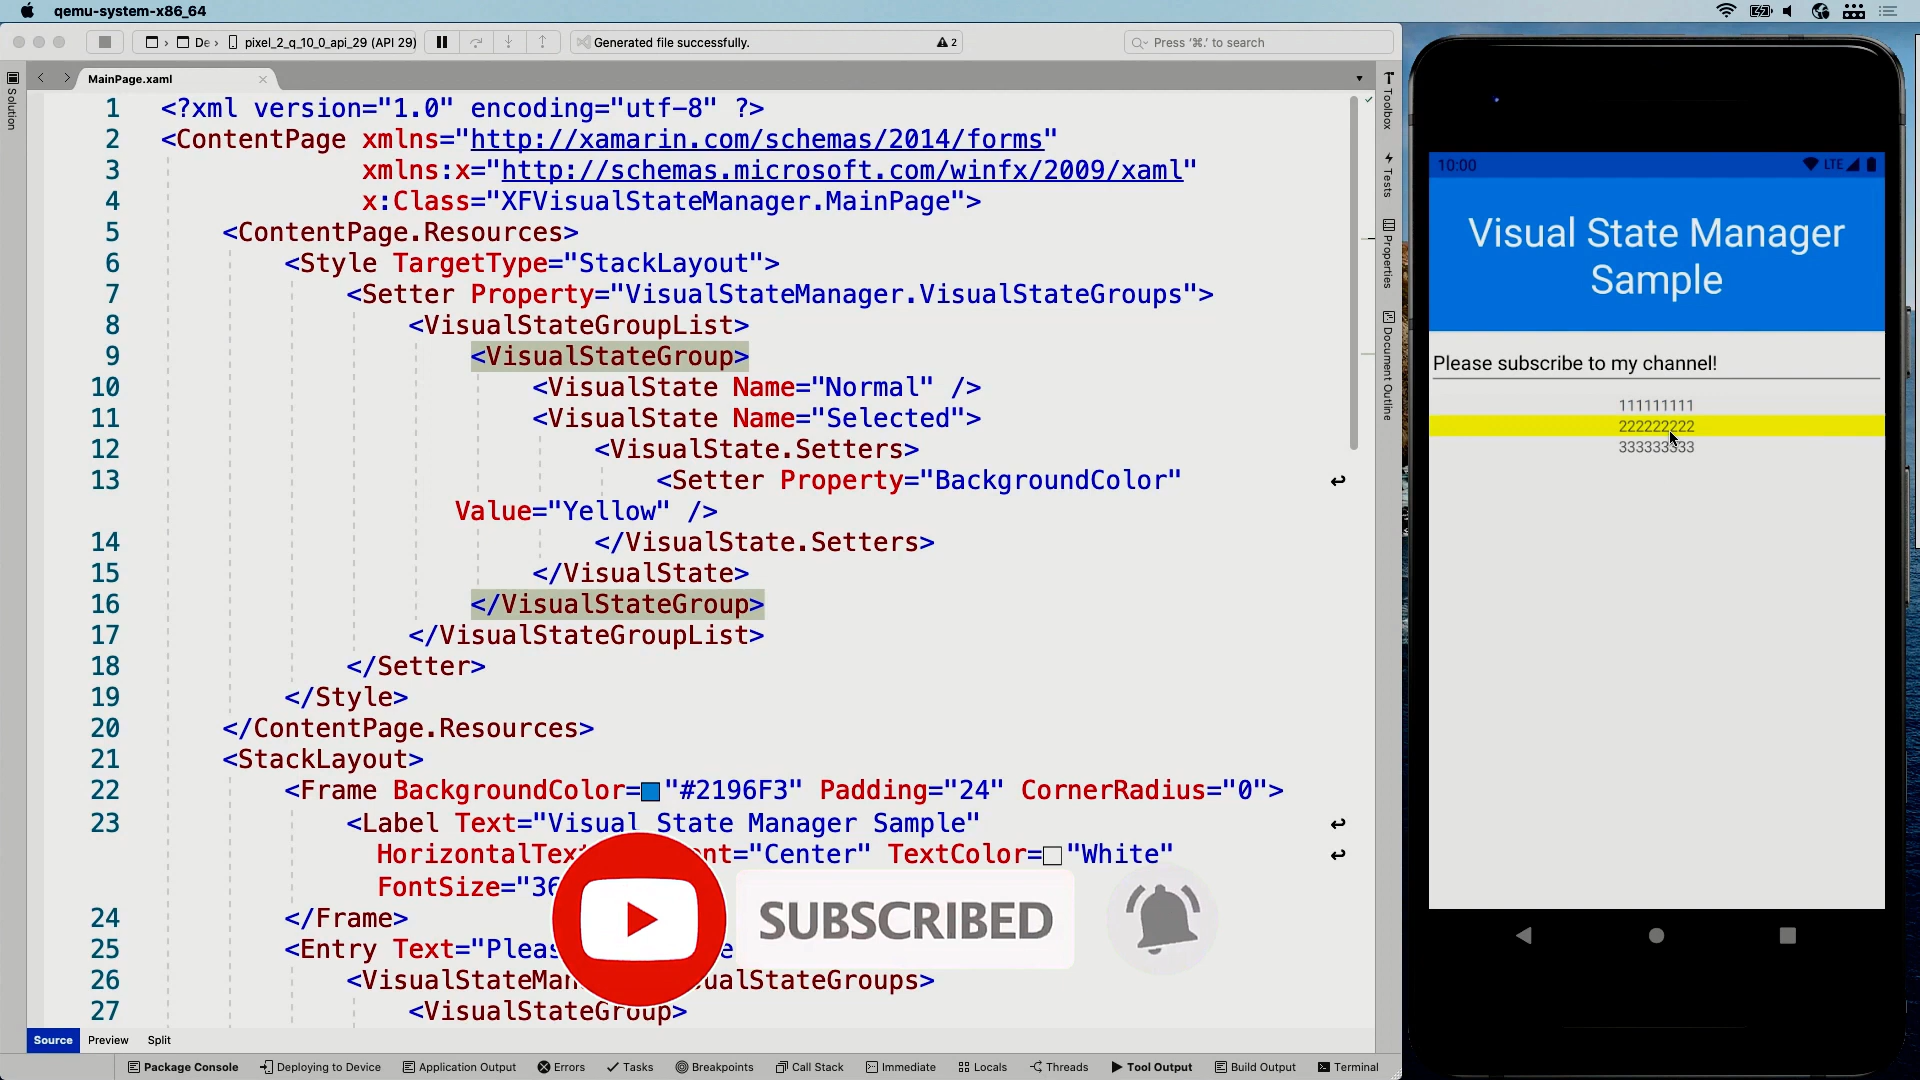 qemu-system-x86_64
De
pixel_2_q_10_0_api_29 (API 29)
Generated file successfully.
2
Press '⌘.' to search
MainPage.xaml
Solution
Toolbox
Tests
Properties
Document Outline
1 <?xml version="1.0" encoding="utf-8" ?>
2 <ContentPage xmlns="http://xamarin.com/schemas/2014/forms"
3 xmlns:x="http://schemas.microsoft.com/winfx/2009/xaml"
4 x:Class="XFVisualStateManager.MainPage">
5 <ContentPage.Resources>
6 <Style TargetType="StackLayout">
7 <Setter Property="VisualStateManager.VisualStateGroups">
8 <VisualStateGroupList>
9 <VisualStateGroup>
10 <VisualState Name="Normal" />
11 <VisualState Name="Selected">
12 <VisualState.Setters>
13 <Setter Property="BackgroundColor"
Value="Yellow" />
14 </VisualState.Setters>
15 </VisualState>
16 </VisualStateGroup>
17 </VisualStateGroupList>
18 </Setter>
19 </Style>
20 </ContentPage.Resources>
21 <StackLayout>
22 <Frame BackgroundColor="#2196F3" Padding="24" CornerRadius="0">
23 <Label Text="Visual State Manager Sample"
HorizontalTex nt="Center" TextColor="White"
FontSize="36
24 </Frame>
25 <Entry Text="Pleas e
26 <VisualStateMan ualStateGroups>
27 <VisualStateGroup>
SUBSCRIBED
Source Preview Split
Package Console Deploying to Device Application Output Errors Tasks Breakpoints Call Stack Immediate Locals Threads Tool Output Build Output Terminal
10:00
LTE
Visual State Manager
Sample
Please subscribe to my channel!
111111111
222222222
333333333